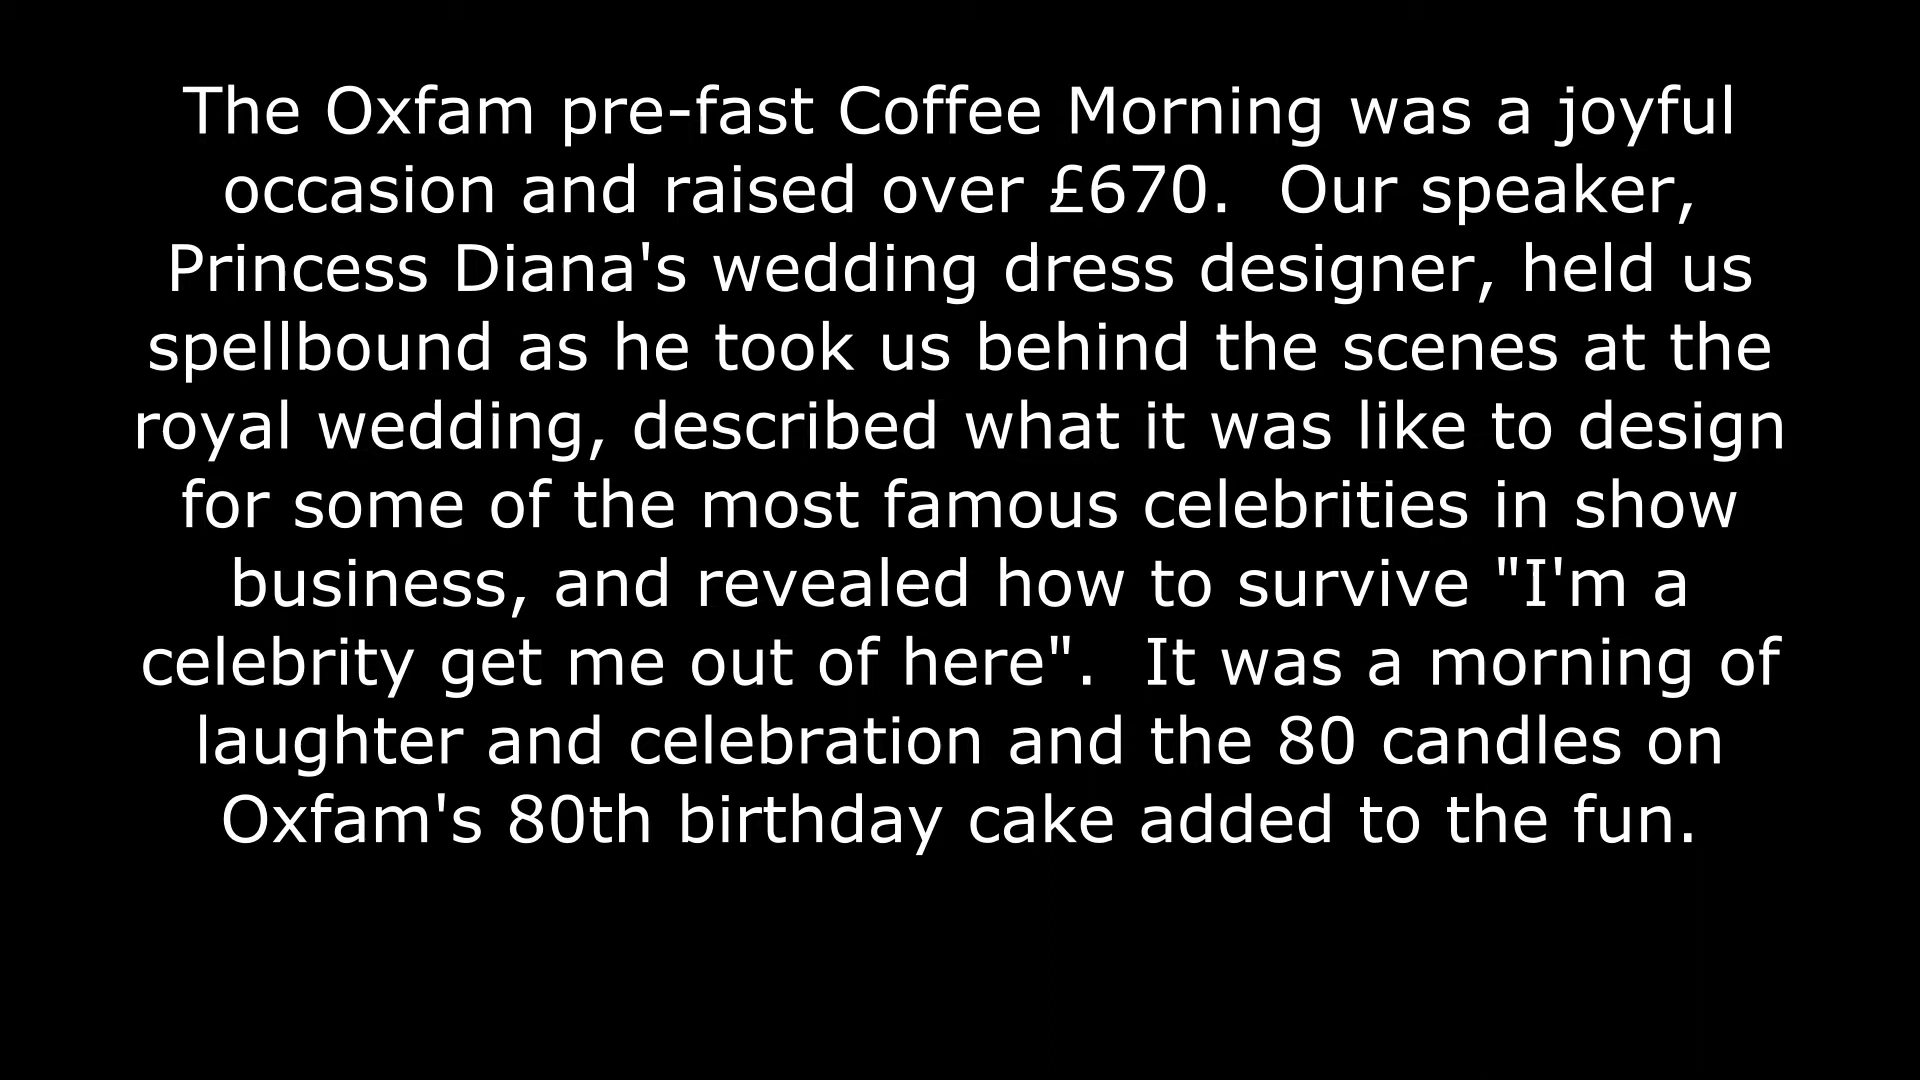 The Oxfam pre-fast Coffee Morning was a joyful
occasion and raised over £670.  Our speaker,
Princess Diana's wedding dress designer, held us
spellbound as he took us behind the scenes at the
royal wedding, described what it was like to design
for some of the most famous celebrities in show
business, and revealed how to survive "I'm a
celebrity get me out of here".  It was a morning of
laughter and celebration and the 80 candles on
Oxfam's 80th birthday cake added to the fun.